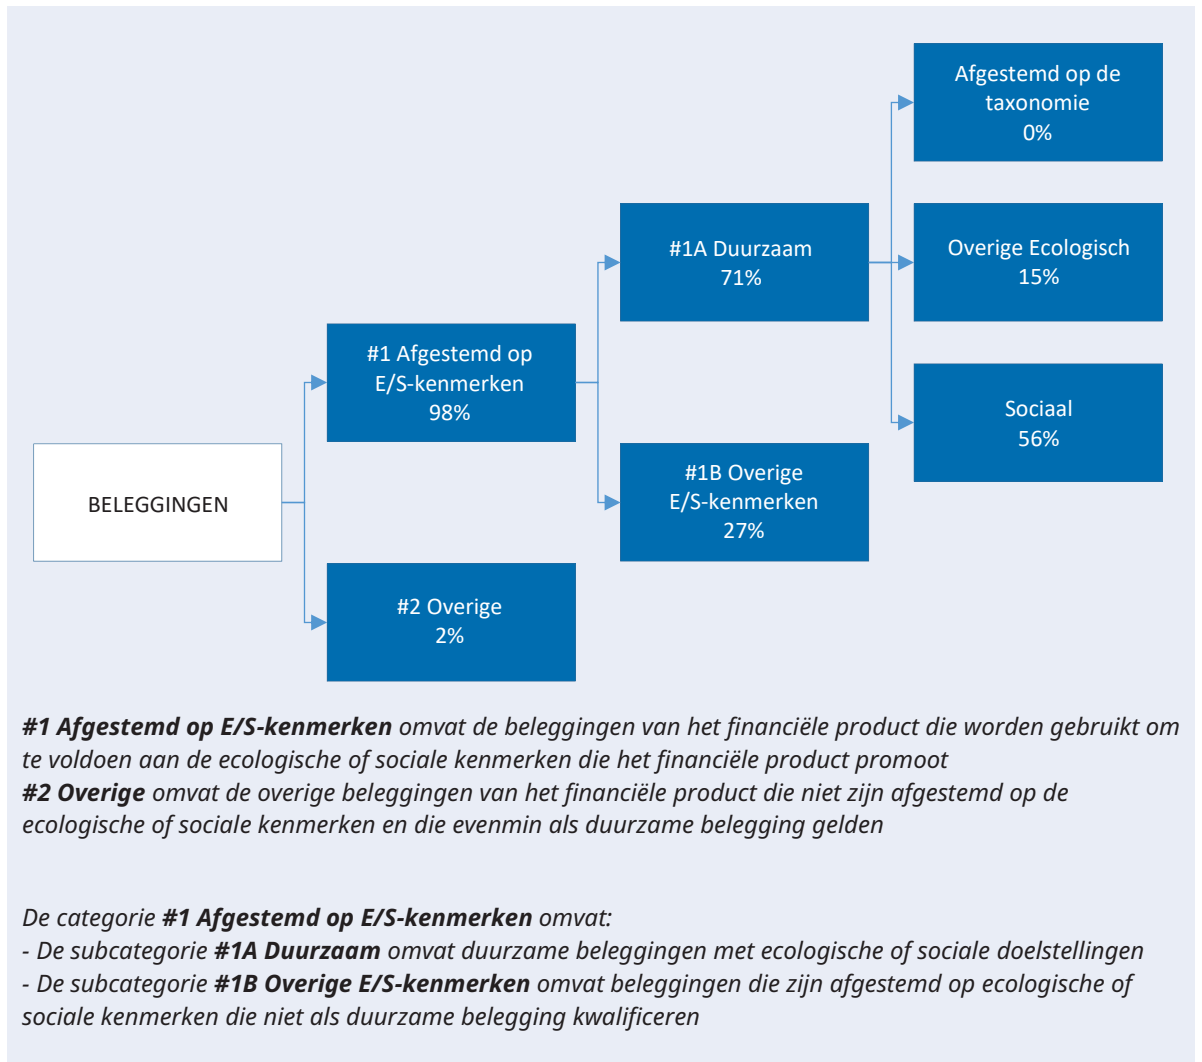 Afgestemd op de
taxonomie
0%
#1A Duurzaam
71%
Overige Ecologisch
15%
#1 Afgestemd op
E/S-kenmerken
98%
Sociaal
56%
#1B Overige
E/S-kenmerken
27%
BELEGGINGEN
#2 Overige
2%
#1 Afgestemd op E/S-kenmerken omvat de beleggingen van het financiële product die worden gebruikt om
te voldoen aan de ecologische of sociale kenmerken die het financiële product promoot
#2 Overige omvat de overige beleggingen van het financiële product die niet zijn afgestemd op de
ecologische of sociale kenmerken en die evenmin als duurzame belegging gelden
De categorie #1 Afgestemd op E/S-kenmerken omvat:
- De subcategorie #1A Duurzaam omvat duurzame beleggingen met ecologische of sociale doelstellingen
- De subcategorie #1B Overige E/S-kenmerken omvat beleggingen die zijn afgestemd op ecologische of
sociale kenmerken die niet als duurzame belegging kwalificeren